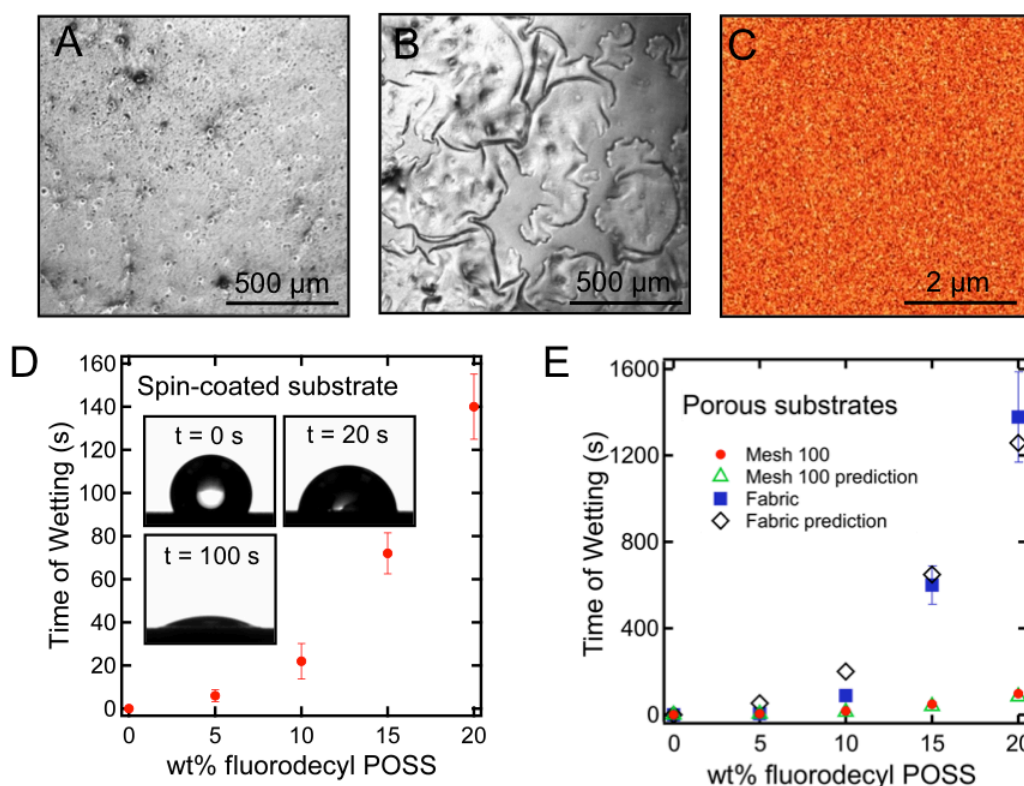 A
B
C
500 µm
500 µm
2 µm
D
Spin-coated substrate
t = 0 s
t = 20 s
t = 100 s
Time of Wetting (s)
160
140
120
100
80
60
40
20
0
0 5 10 15 20
wt% fluorodecyl POSS
E
Porous substrates
Mesh 100
Mesh 100 prediction
Fabric
Fabric prediction
Time of Wetting (s)
1600
1200
800
400
0
0 5 10 15 20
wt% fluorodecyl POSS